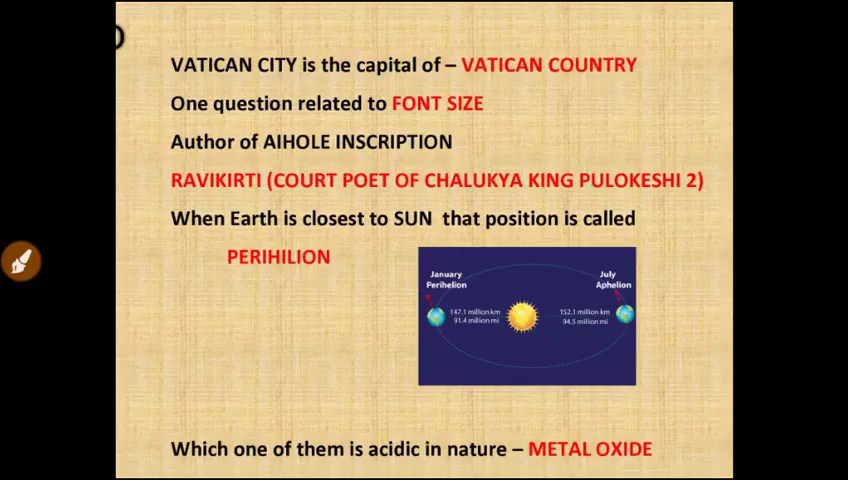 VATICAN CITY is the capital of – VATICAN COUNTRY
One question related to FONT SIZE
Author of AIHOLE INSCRIPTION
RAVIKIRTI (COURT POET OF CHALUKYA KING PULOKESHI 2)
When Earth is closest to SUN that position is called
PERIHILION
January
Perihelion
147.1 million km
91.4 million mi
July
Aphelion
152.1 million km
94.5 million mi
Which one of them is acidic in nature – METAL OXIDE